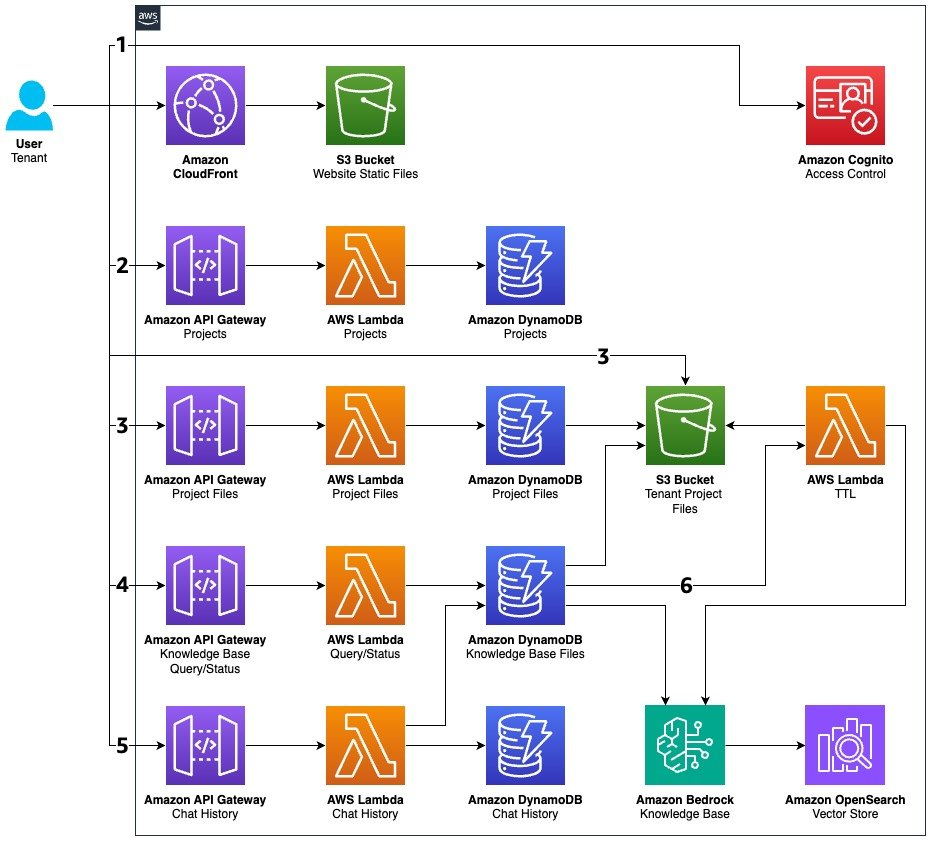 aws
1
User
Tenant
Amazon
CloudFront
S3 Bucket
Website Static Files
Amazon Cognito
Access Control
2
</>
Amazon API Gateway
Projects
AWS Lambda
Projects
Amazon DynamoDB
Projects
3
3
</>
Amazon API Gateway
Project Files
AWS Lambda
Project Files
Amazon DynamoDB
Project Files
S3 Bucket
Tenant Project
Files
AWS Lambda
TTL
4
</>
6
Amazon API Gateway
Knowledge Base
Query/Status
AWS Lambda
Query/Status
Amazon DynamoDB
Knowledge Base Files
5
</>
Amazon API Gateway
Chat History
AWS Lambda
Chat History
Amazon DynamoDB
Chat History
Amazon Bedrock
Knowledge Base
Amazon OpenSearch
Vector Store